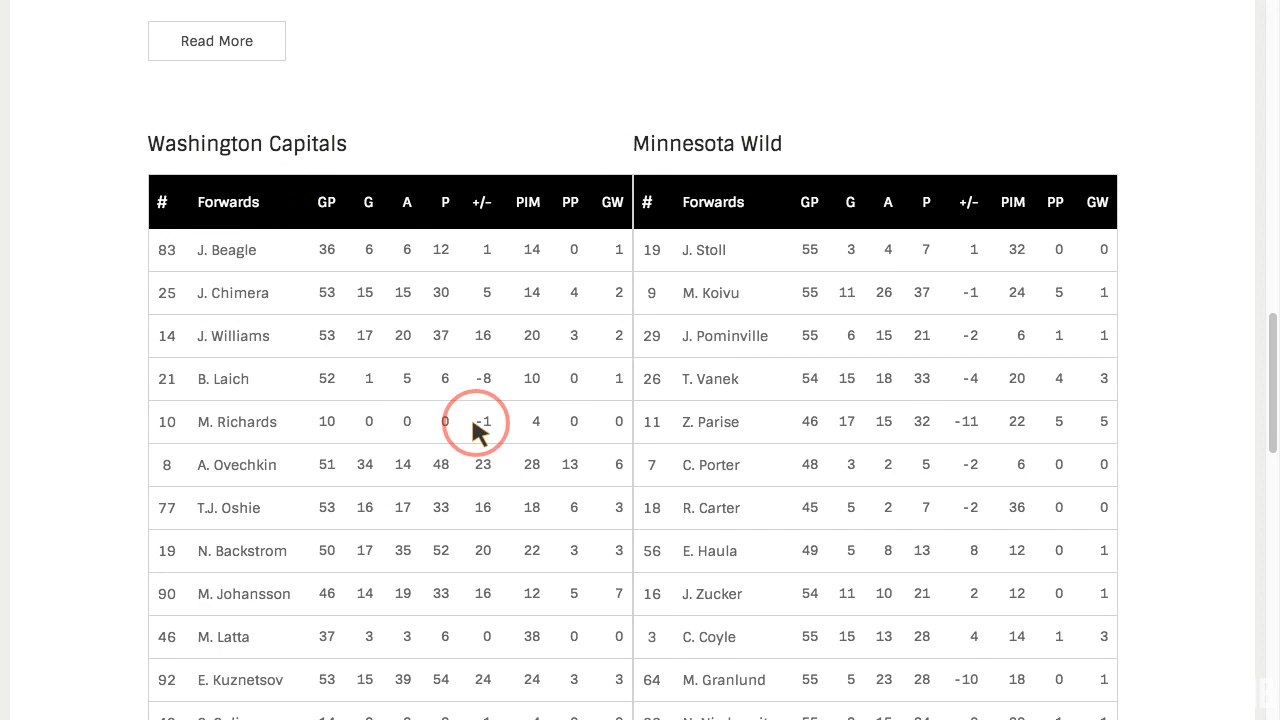 Read More
Washington Capitals
# Forwards GP G A P +/- PIM PP GW
83 J. Beagle 36 6 6 12 1 14 0 1
25 J. Chimera 53 15 15 30 5 14 4 2
14 J. Williams 53 17 20 37 16 20 3 2
21 B. Laich 52 1 5 6 -8 10 0 1
10 M. Richards 10 0 0 0 -1 4 0 0
8 A. Ovechkin 51 34 14 48 23 28 13 6
77 T.J. Oshie 53 16 17 33 16 18 6 3
19 N. Backstrom 50 17 35 52 20 22 3 3
90 M. Johansson 46 14 19 33 16 12 5 7
46 M. Latta 37 3 3 6 0 38 0 0
92 E. Kuznetsov 53 15 39 54 24 24 3 3
Minnesota Wild
# Forwards GP G A P +/- PIM PP GW
19 J. Stoll 55 3 4 7 1 32 0 0
9 M. Koivu 55 11 26 37 -1 24 5 1
29 J. Pominville 55 6 15 21 -2 6 1 1
26 T. Vanek 54 15 18 33 -4 20 4 3
11 Z. Parise 46 17 15 32 -11 22 5 5
7 C. Porter 48 3 2 5 -2 6 0 0
18 R. Carter 45 5 2 7 -2 36 0 0
56 E. Haula 49 5 8 13 8 12 0 1
16 J. Zucker 54 11 10 21 2 12 0 1
3 C. Coyle 55 15 13 28 4 14 1 3
64 M. Granlund 55 5 23 28 -10 18 0 1